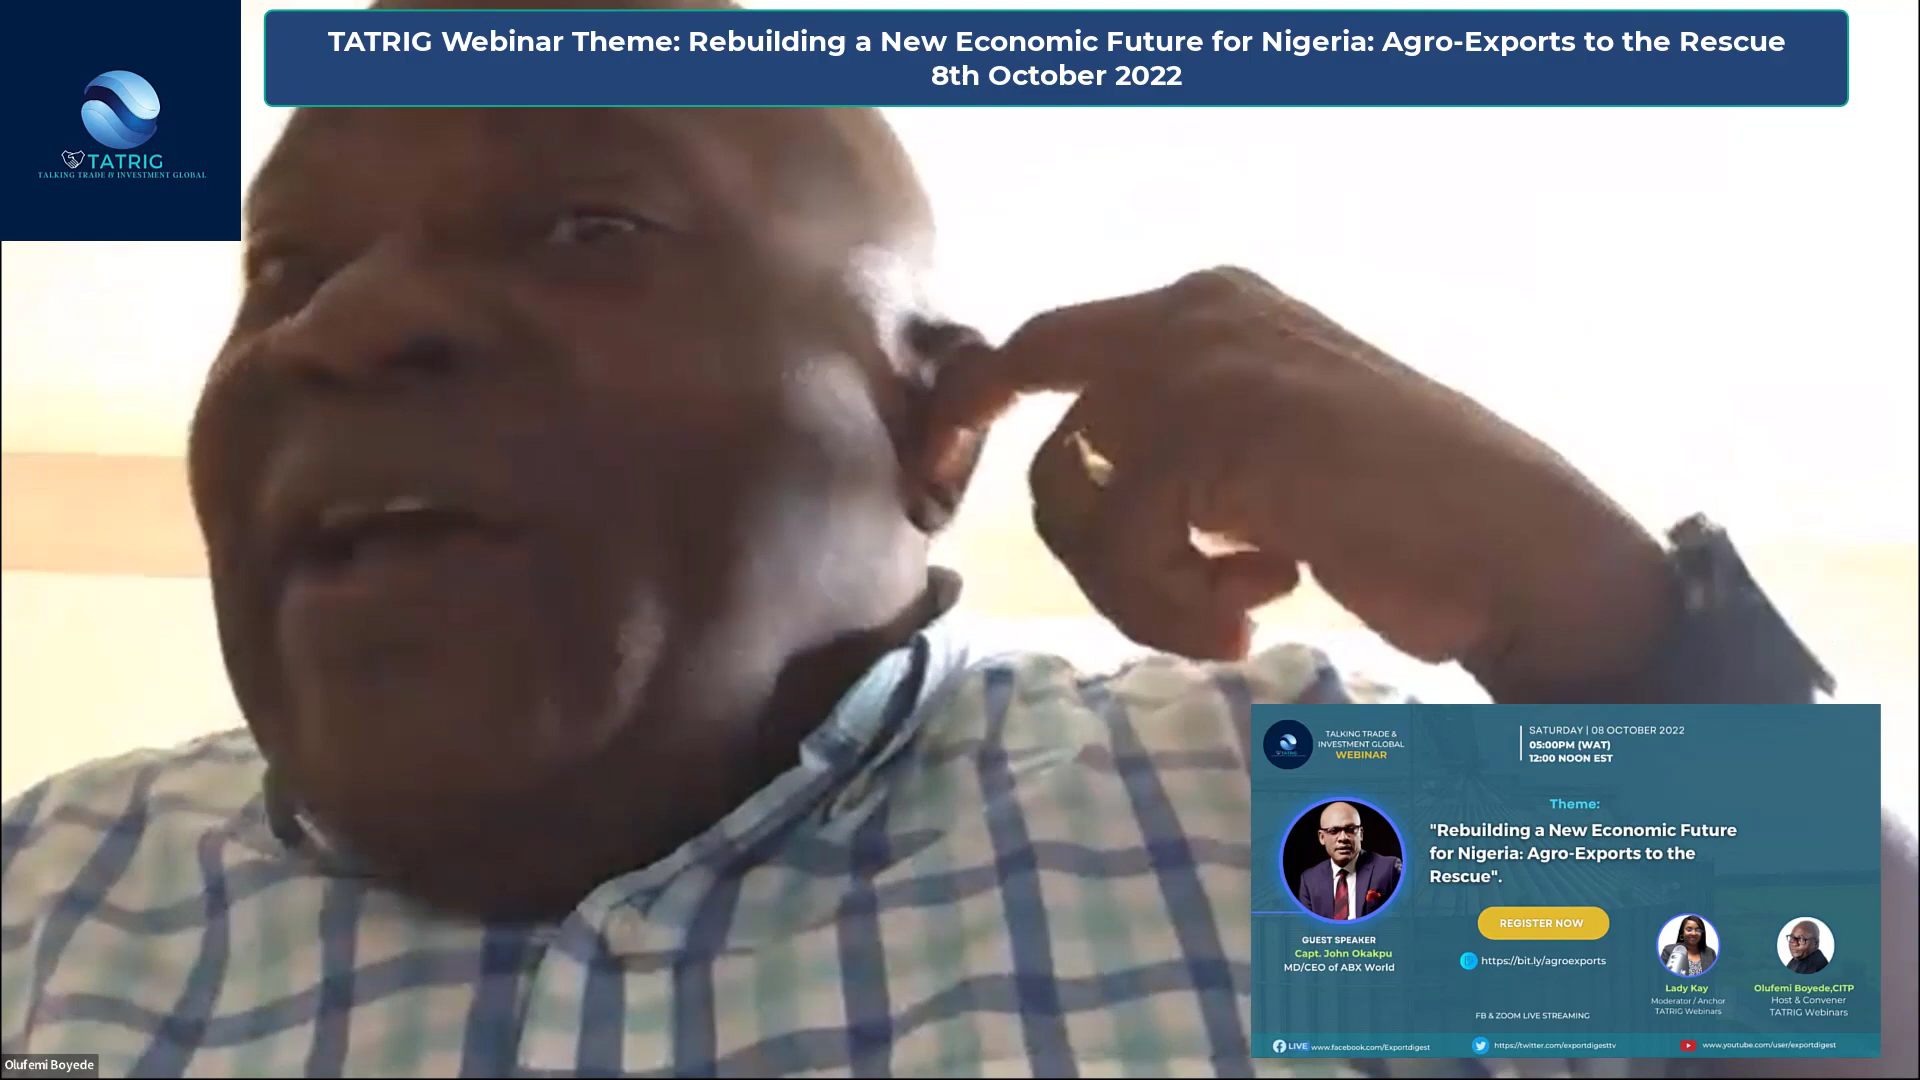 TATRIG Webinar Theme: Rebuilding a New Economic Future for Nigeria: Agro-Exports to the Rescue
8th October 2022
TATRIG
TALKING TRADE & INVESTMENT GLOBAL
TALKING TRADE &
INVESTMENT GLOBAL
WEBINAR
SATURDAY | 08 OCTOBER 2022
05:00PM (WAT)
12:00 NOON EST
Theme:
"Rebuilding a New Economic Future
for Nigeria: Agro-Exports to the
Rescue".
REGISTER NOW
https://bit.ly/agroexports
GUEST SPEAKER
Capt. John Okakpu
MD/CEO of ABX World
Lady Kay
Moderator / Anchor
TATRIG Webinars
Olufemi Boyede,CITP
Host & Convener
TATRIG Webinars
FB & ZOOM LIVE STREAMING
LIVE www.facebook.com/Exportdigest
https://twitter.com/exportdigesttv
www.youtube.com/user/exportdigest
Olufemi Boyede